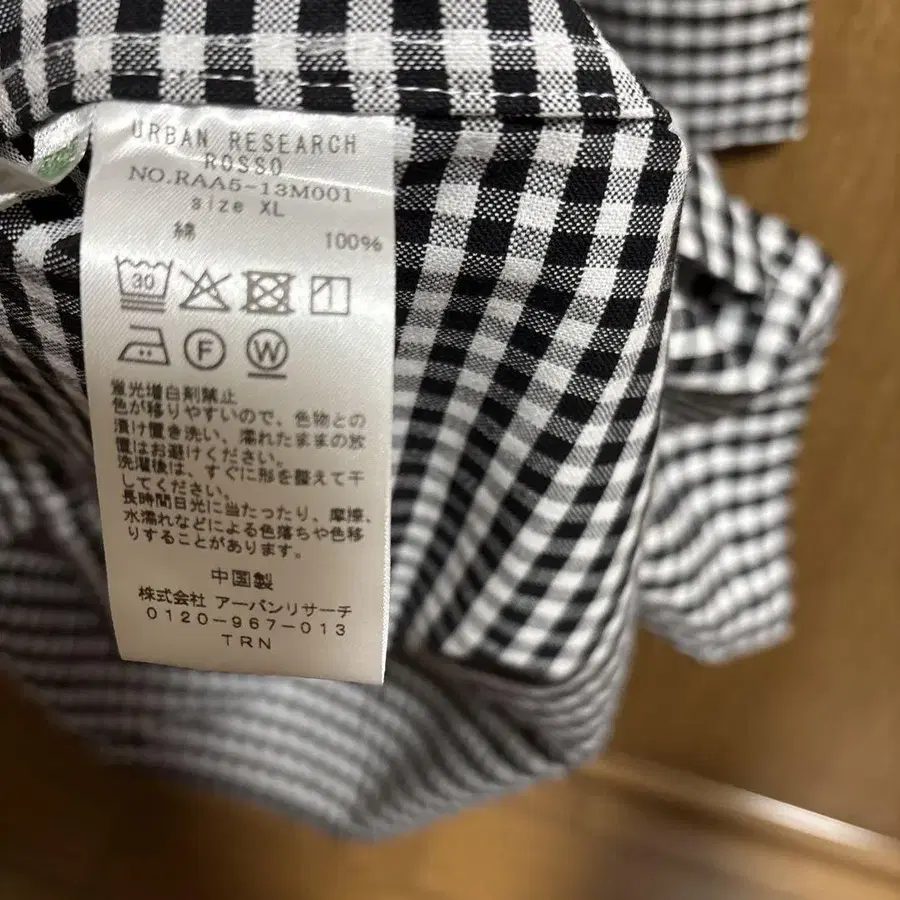 URBAN RESEARCH
ROSSO
NO.RAA5-13M001
size XL
綿 100%
30
F W
蛍光増白剤禁止
色が移りやすいので、色物との
漬け置き洗い、濡れたままの放
置はお避けください。
洗濯後は、すぐに形を整えて干
してください。
長時間日光に当たったり、摩擦、
水濡れなどによる色落ちや色移
りすることがあります。
中国製
株式会社 アーバンリサーチ
0120-967-013
TRN